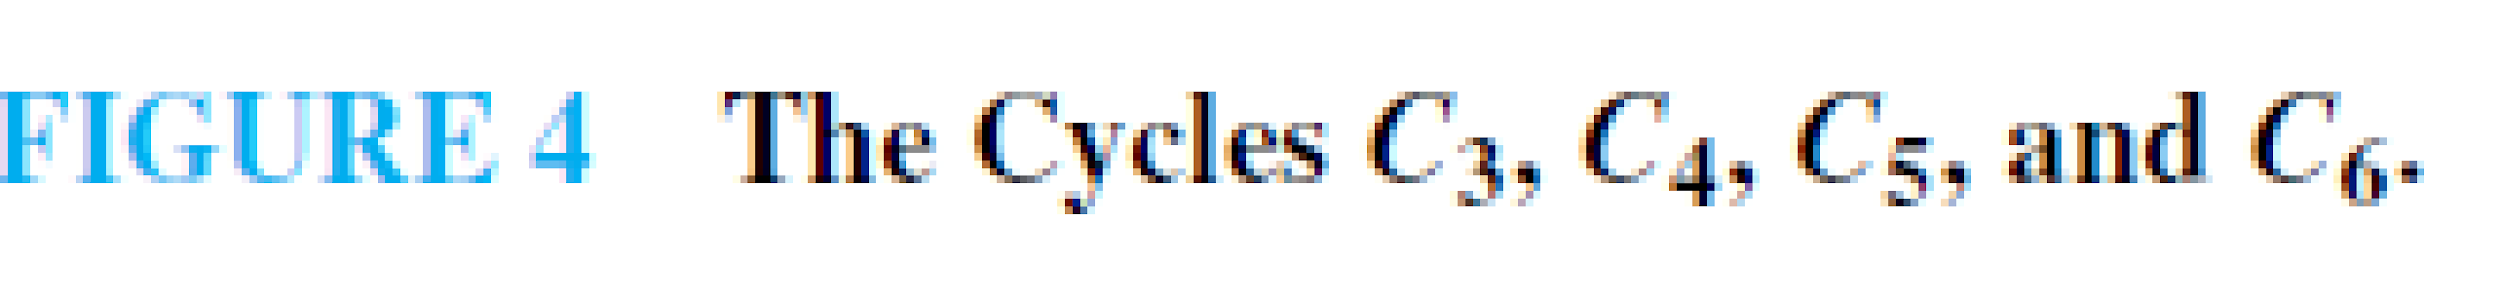 FIGURE 4 The Cycles C₃, C₄, C₅, and C₆.